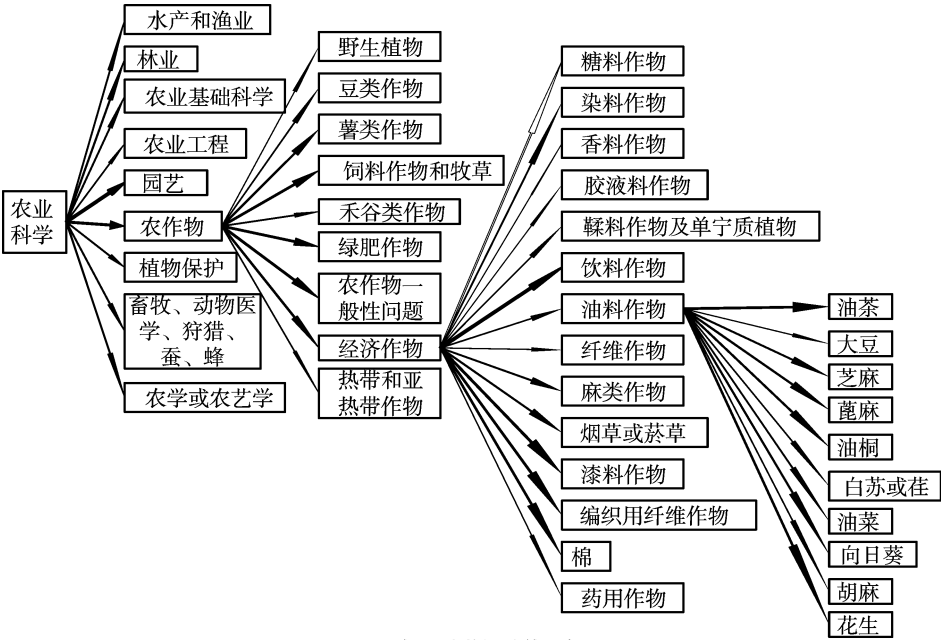 农业
科学
水产和渔业
林业
农业基础科学
农业工程
园艺
农作物
植物保护
畜牧、动物医
学、狩猎、
蚕、蜂
农学或农艺学
野生植物
豆类作物
薯类作物
饲料作物和牧草
禾谷类作物
绿肥作物
农作物一
般性问题
经济作物
热带和亚
热带作物
糖料作物
染料作物
香料作物
胶液料作物
鞣料作物及单宁质植物
饮料作物
油料作物
纤维作物
麻类作物
烟草或菸草
漆料作物
编织用纤维作物
棉
药用作物
油茶
大豆
芝麻
蓖麻
油桐
白苏或荏
油菜
向日葵
胡麻
花生